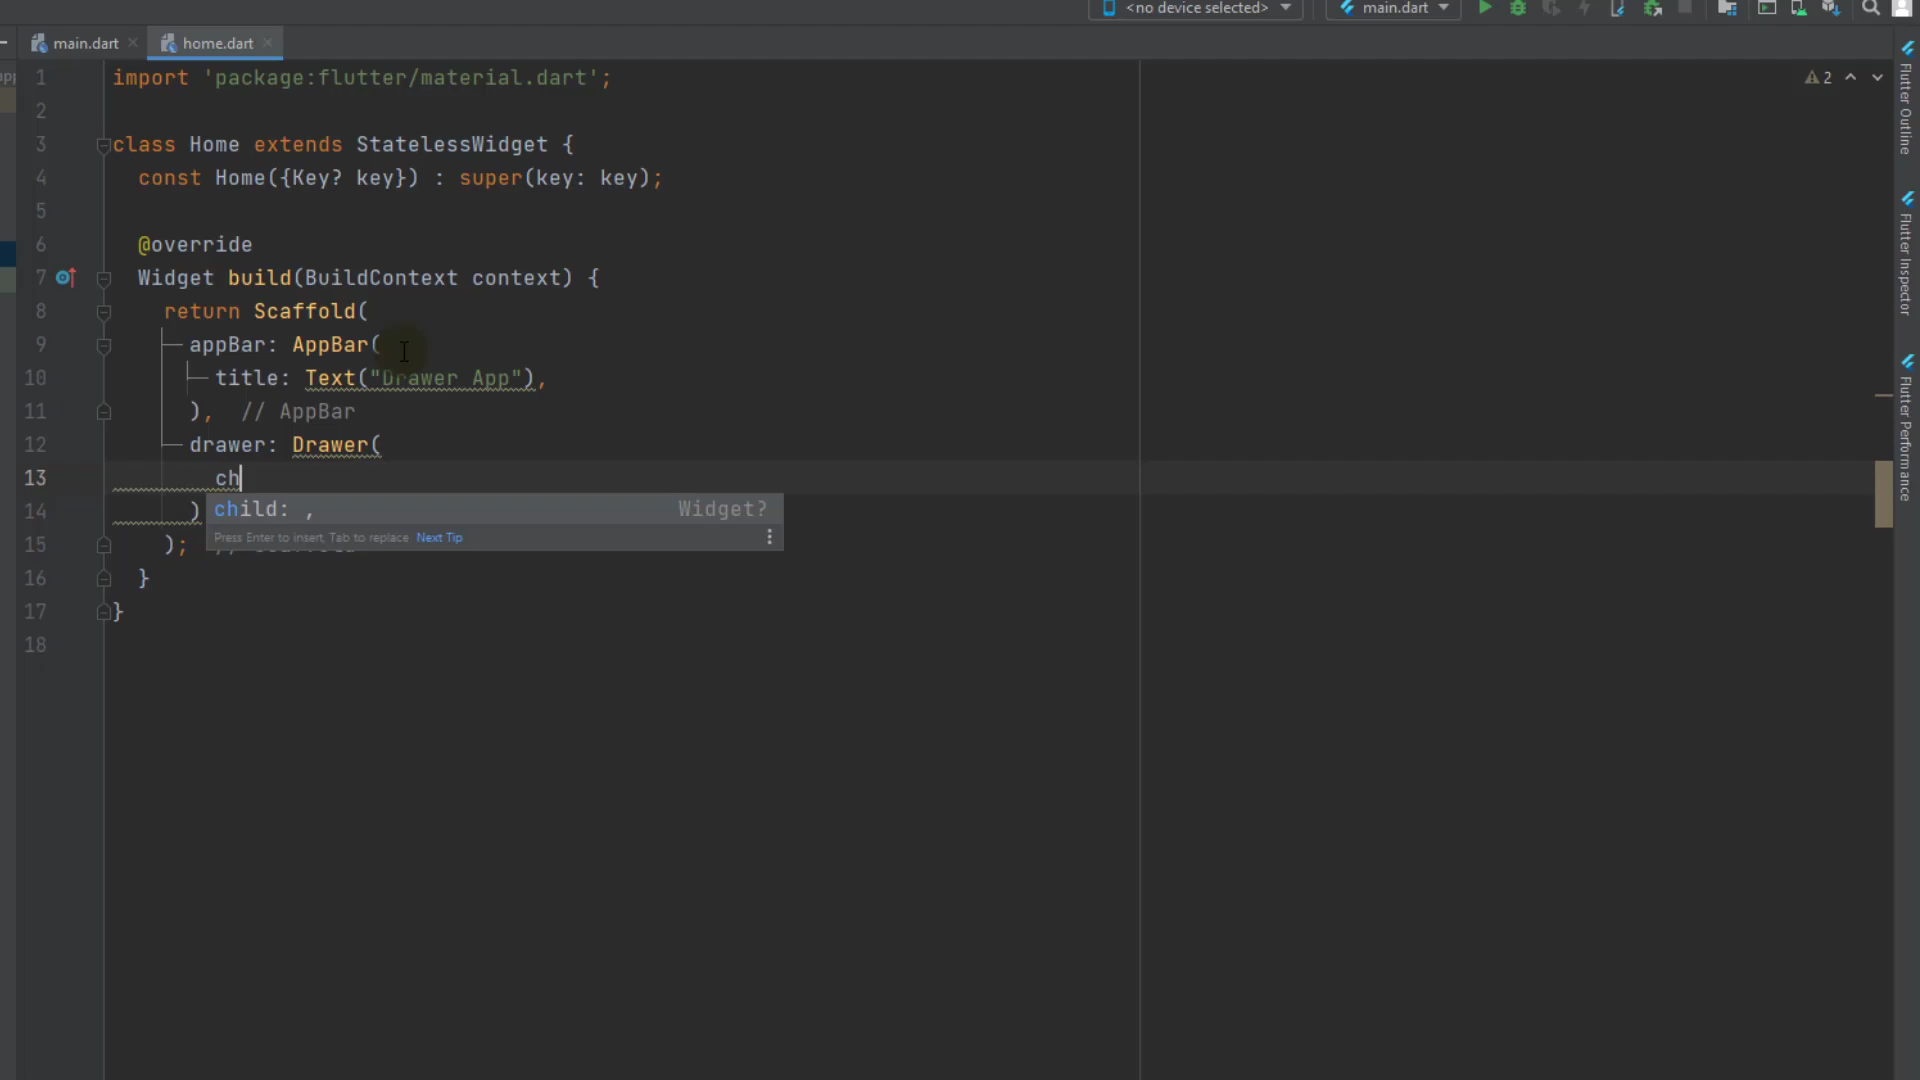 <no device selected>
main.dart
main.dart
home.dart
1 import 'package:flutter/material.dart';
2
2
3 class Home extends StatelessWidget {
4 const Home({Key? key}) : super(key: key);
5
6 @override
7 Widget build(BuildContext context) {
8 return Scaffold(
9 appBar: AppBar(
10 title: Text("Drawer App"),
11 ), // AppBar
12 drawer: Drawer(
13 ch
child: , Widget?
14 )
Press Enter to insert, Tab to replace Next Tip
15 ); //
16 }
17 }
18
Flutter Outline
Flutter Inspector
Flutter Performance